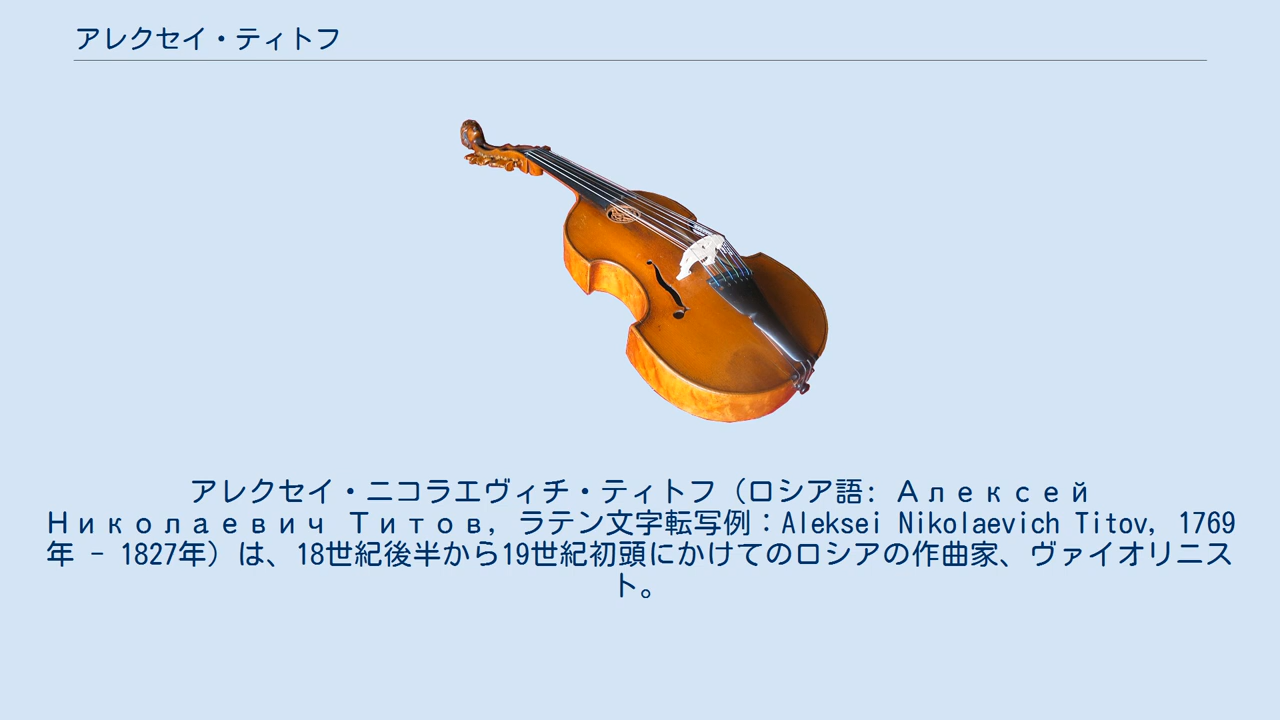 アレクセイ・ティトフ
アレクセイ・ニコラエヴィチ・ティトフ（ロシア語: Алексей
Николаевич Титов, ラテン文字転写例：Aleksei Nikolaevich Titov, 1769
年 - 1827年）は、18世紀後半から19世紀初頭にかけてのロシアの作曲家、ヴァイオリニス
ト。